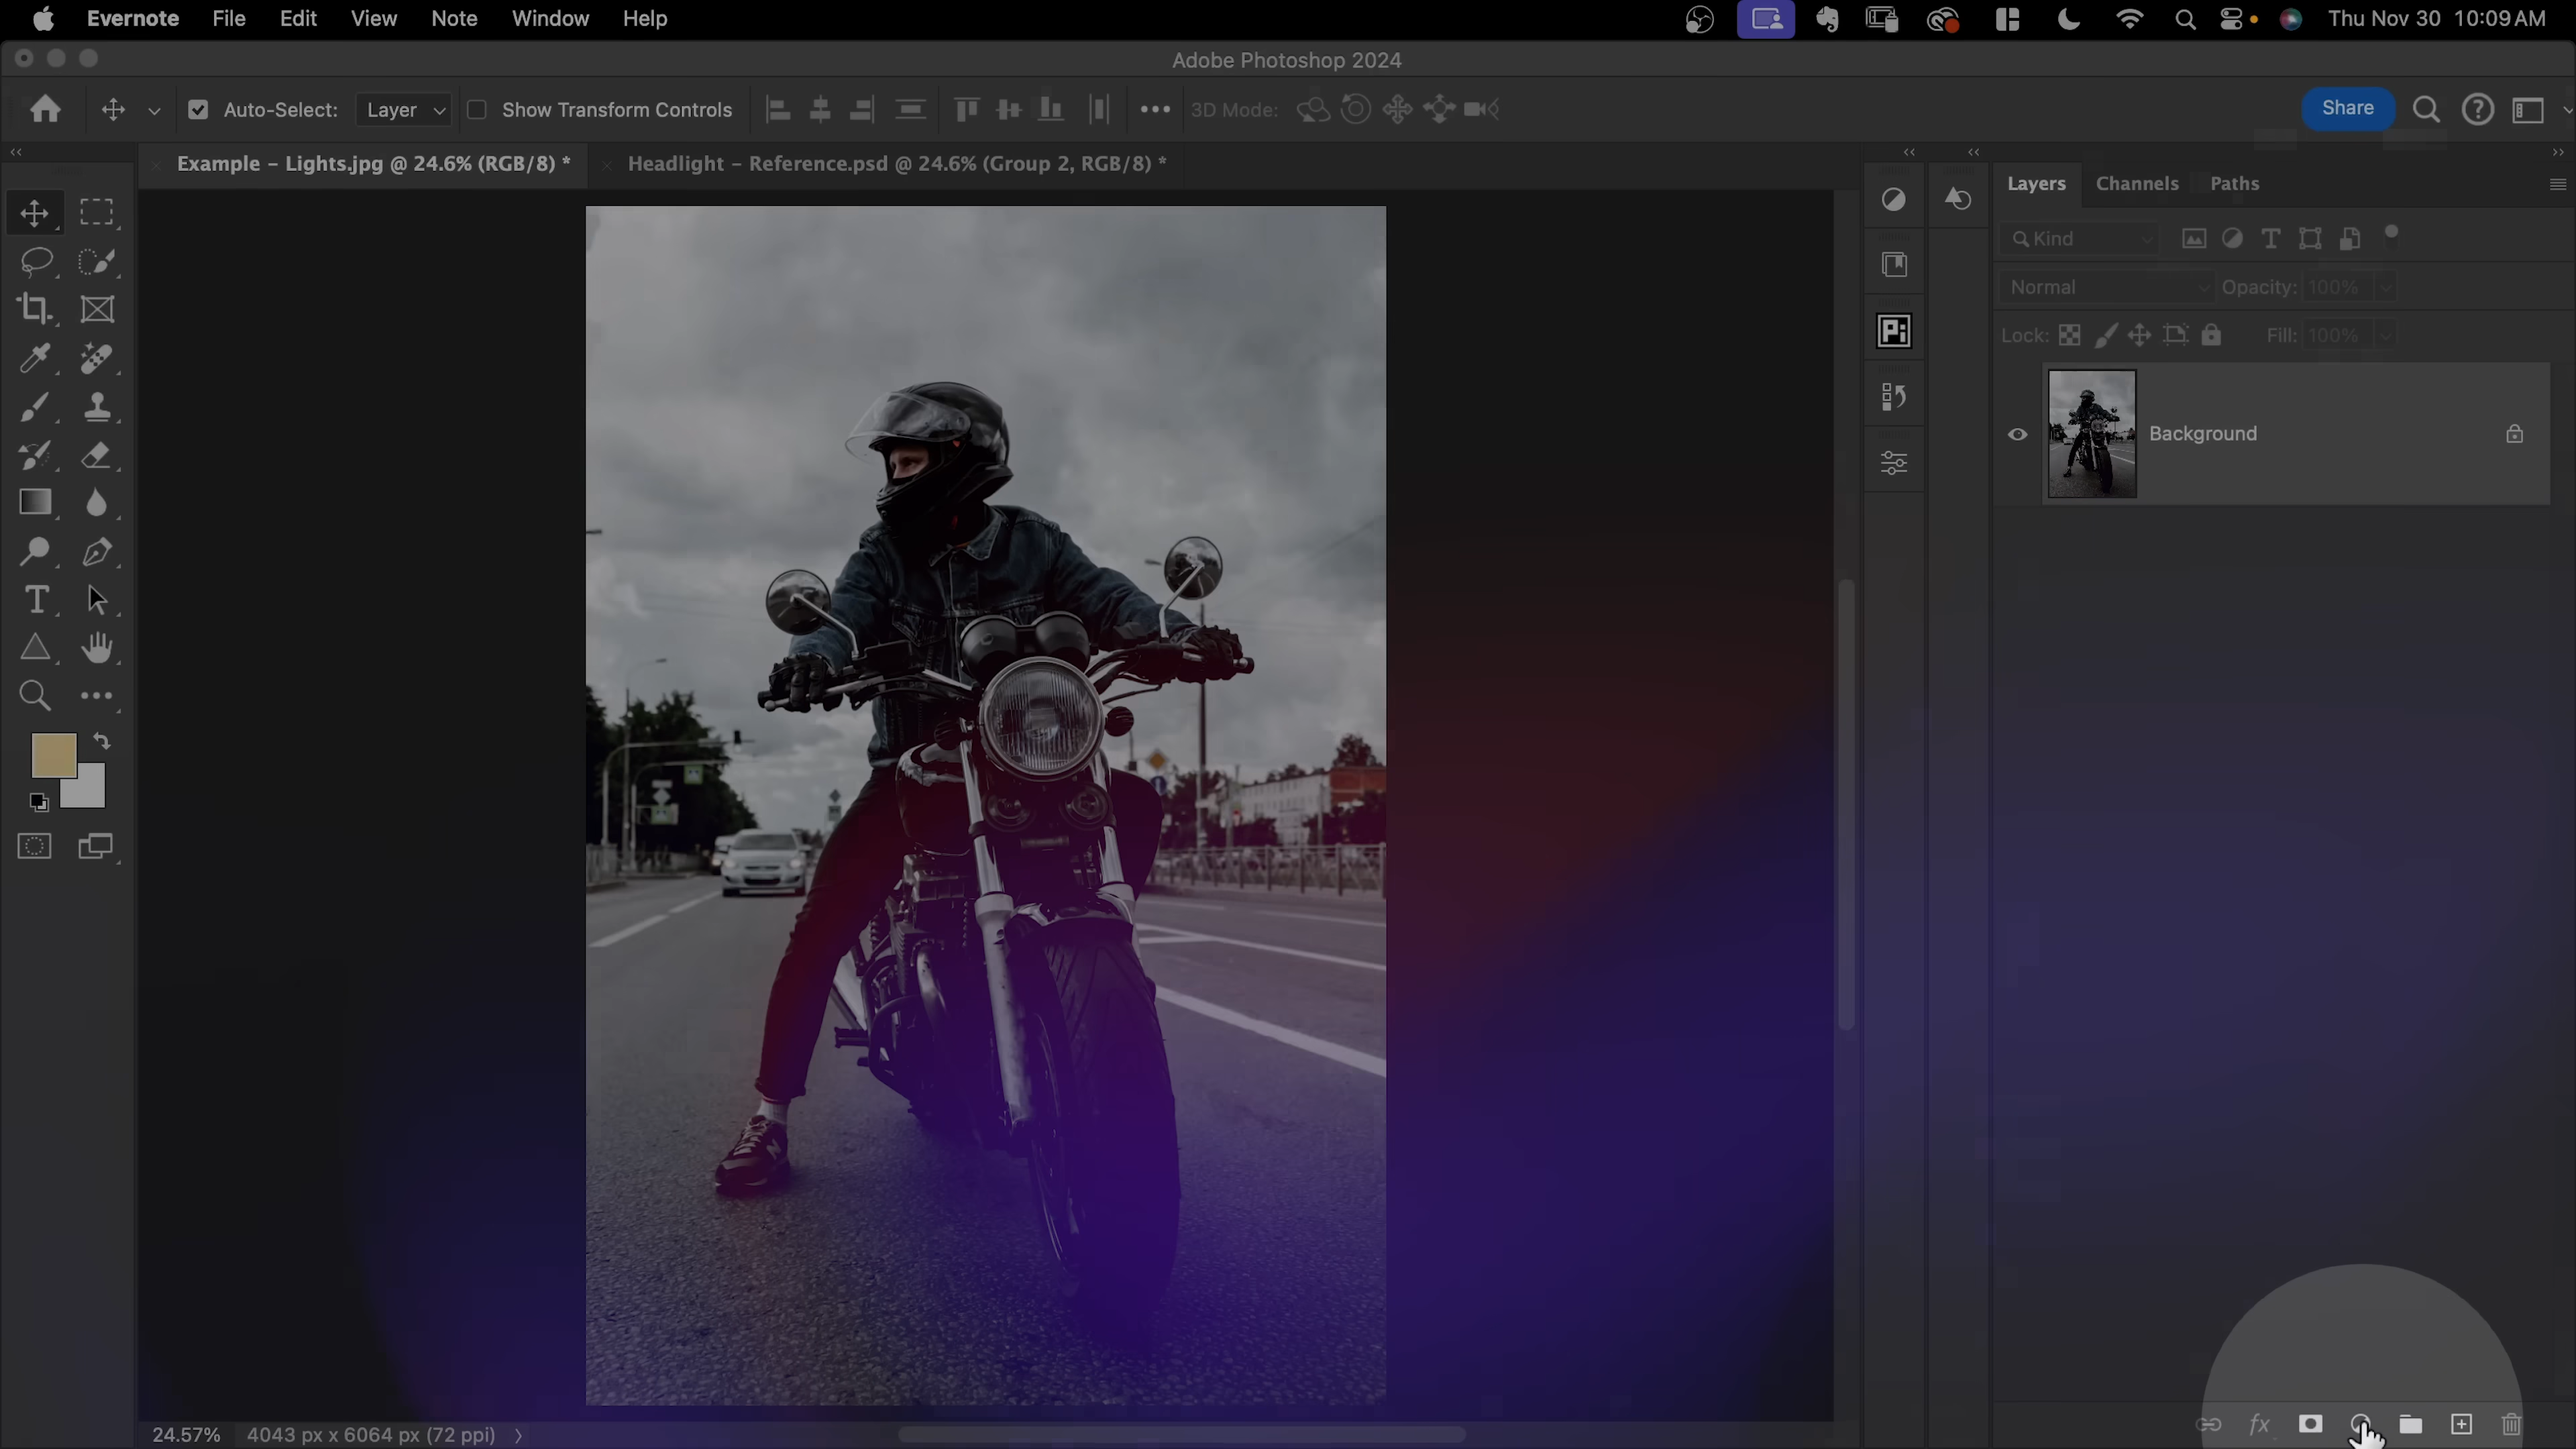 Evernote File Edit View Note Window Help Thu Nov 30 10:09 AM
Adobe Photoshop 2024
Auto-Select: Layer Show Transform Controls 3D Mode: Share
Example – Lights.jpg @ 24.6% (RGB/8) * Headlight – Reference.psd @ 24.6% (Group 2, RGB/8) *
Layers Channels Paths
Kind
Normal Opacity: 100%
Pi
Lock: Fill: 100%
Background
fx
24.57% 4043 px x 6064 px (72 ppi)